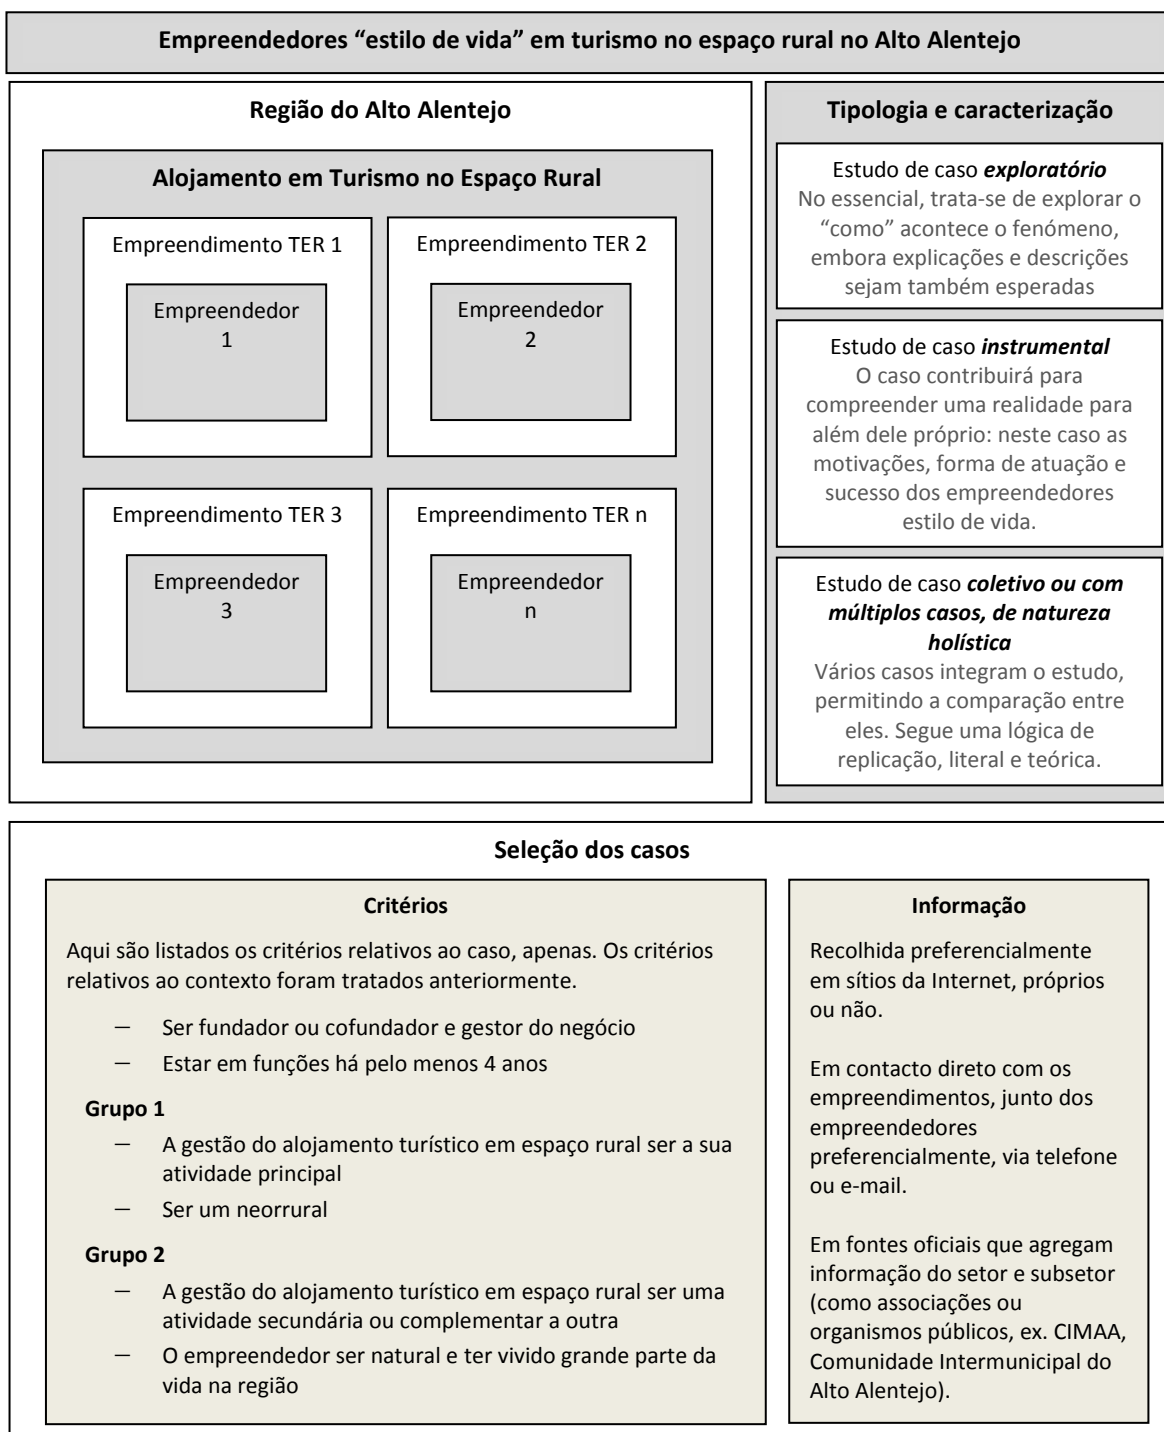 Empreendedores “estilo de vida” em turismo no espaço rural no Alto Alentejo
Região do Alto Alentejo
Alojamento em Turismo no Espaço Rural
Empreendimento TER 1
Empreendedor
1
Empreendimento TER 2
Empreendedor
2
Empreendimento TER 3
Empreendedor
3
Empreendimento TER n
Empreendedor
n
Tipologia e caracterização
Estudo de caso exploratório
No essencial, trata-se de explorar o
“como” acontece o fenómeno,
embora explicações e descrições
sejam também esperadas
Estudo de caso instrumental
O caso contribuirá para
compreender uma realidade para
além dele próprio: neste caso as
motivações, forma de atuação e
sucesso dos empreendedores
estilo de vida.
Estudo de caso coletivo ou com
múltiplos casos, de natureza
holística
Vários casos integram o estudo,
permitindo a comparação entre
eles. Segue uma lógica de
replicação, literal e teórica.
Seleção dos casos
Critérios
Aqui são listados os critérios relativos ao caso, apenas. Os critérios
relativos ao contexto foram tratados anteriormente.
— Ser fundador ou cofundador e gestor do negócio
— Estar em funções há pelo menos 4 anos
Grupo 1
— A gestão do alojamento turístico em espaço rural ser a sua
atividade principal
— Ser um neorrural
Grupo 2
— A gestão do alojamento turístico em espaço rural ser uma
atividade secundária ou complementar a outra
— O empreendedor ser natural e ter vivido grande parte da
vida na região
Informação
Recolhida preferencialmente
em sítios da Internet, próprios
ou não.
Em contacto direto com os
empreendimentos, junto dos
empreendedores
preferencialmente, via telefone
ou e-mail.
Em fontes oficiais que agregam
informação do setor e subsetor
(como associações ou
organismos públicos, ex. CIMAA,
Comunidade Intermunicipal do
Alto Alentejo).